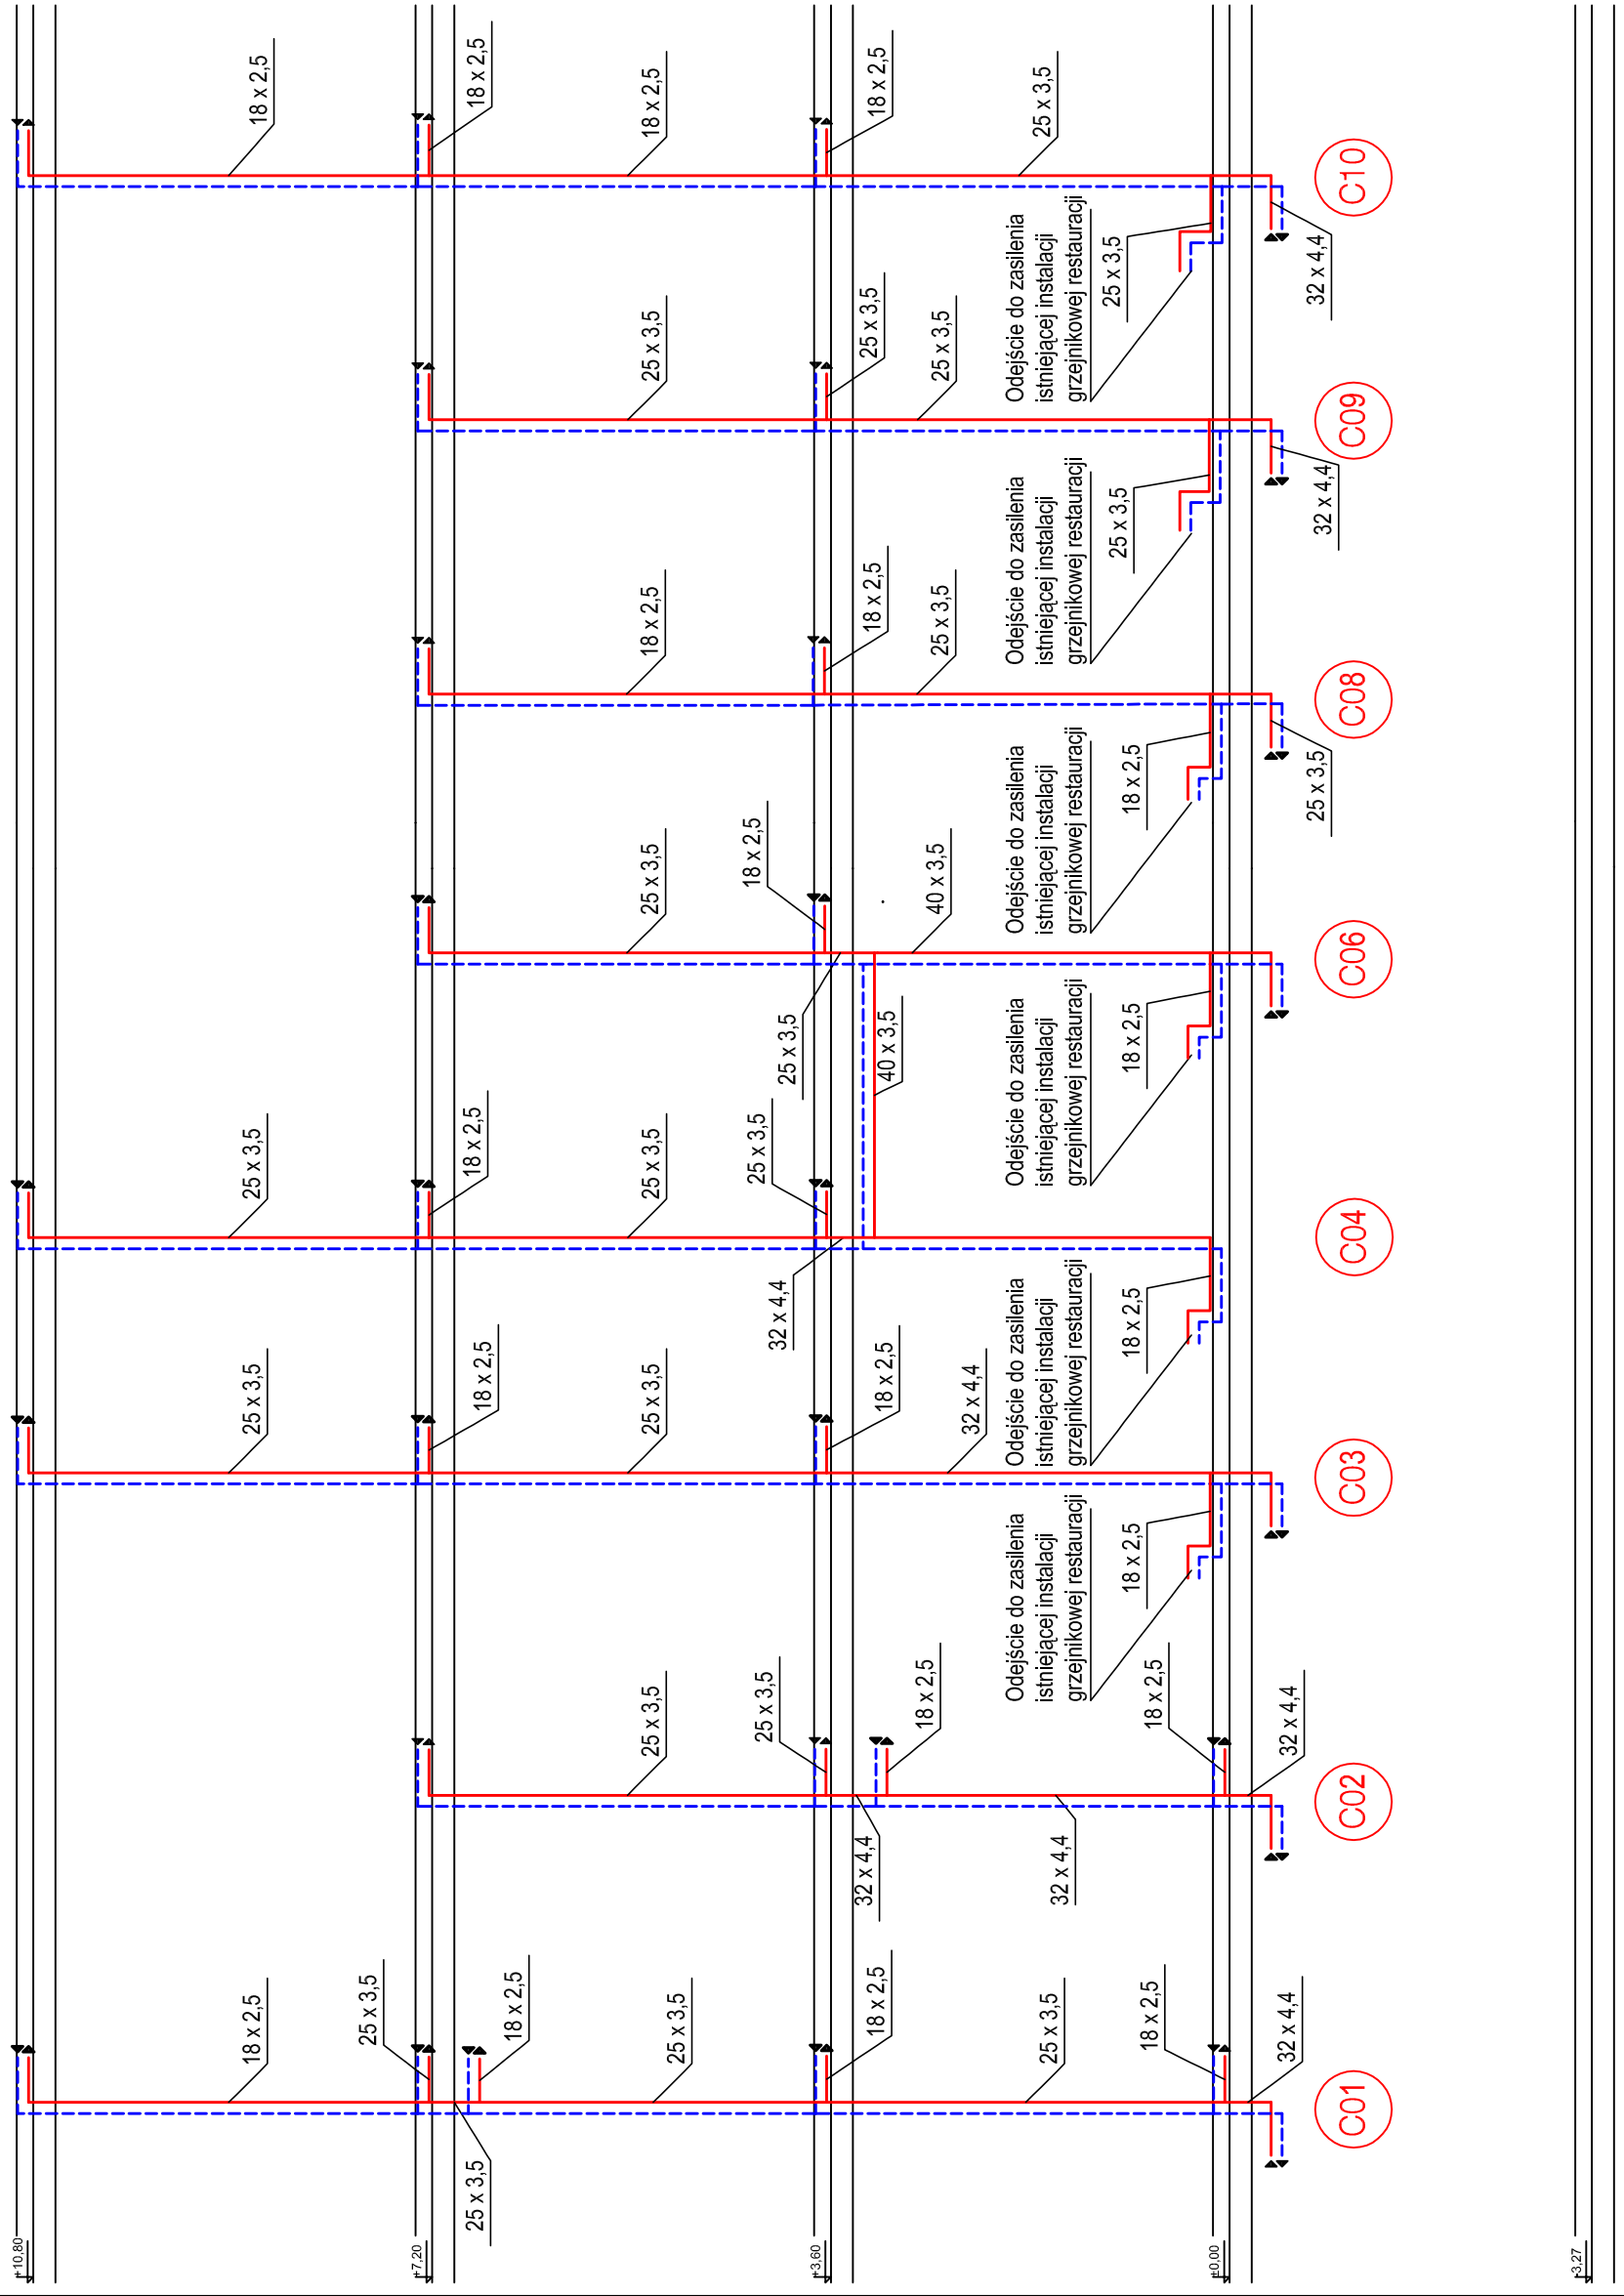 +10,80
18 x 2,5
25 x 3,5
25 x 3,5
18 x 2,5
25 x 3,5
+7,20
25 x 3,5
18 x 2,5
18 x 2,5
18 x 2,5
18 x 2,5
25 x 3,5
25 x 3,5
25 x 3,5
25 x 3,5
25 x 3,5
18 x 2,5
25 x 3,5
18 x 2,5
25 x 3,5
32 x 4,4
25 x 3,5
25 x 3,5
18 x 2,5
+3,60
18 x 2,5
32 x 4,4
18 x 2,5
18 x 2,5
40 x 3,5
18 x 2,5
25 x 3,5
18 x 2,5
32 x 4,4
40 x 3,5
25 x 3,5
25 x 3,5
25 x 3,5
32 x 4,4
25 x 3,5
Odejście do zasilenia
istniejącej instalacji
grzejnikowej restauracji
Odejście do zasilenia
istniejącej instalacji
grzejnikowej restauracji
Odejście do zasilenia
istniejącej instalacji
grzejnikowej restauracji
Odejście do zasilenia
istniejącej instalacji
grzejnikowej restauracji
Odejście do zasilenia
istniejącej instalacji
grzejnikowej restauracji
Odejście do zasilenia
istniejącej instalacji
grzejnikowej restauracji
18 x 2,5
18 x 2,5
18 x 2,5
18 x 2,5
18 x 2,5
18 x 2,5
25 x 3,5
25 x 3,5
±0,00
32 x 4,4
32 x 4,4
25 x 3,5
32 x 4,4
32 x 4,4
C01
C02
C03
C04
C06
C08
C09
C10
-3,27